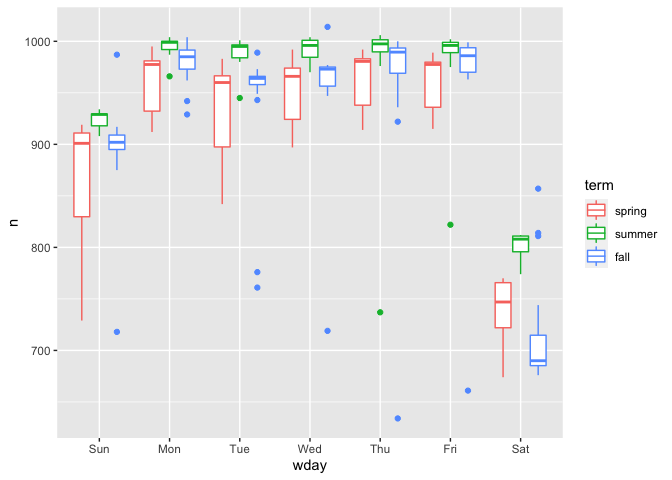 1000
900
800
700
n
Sun Mon Tue Wed Thu Fri Sat
wday
term
spring
summer
fall